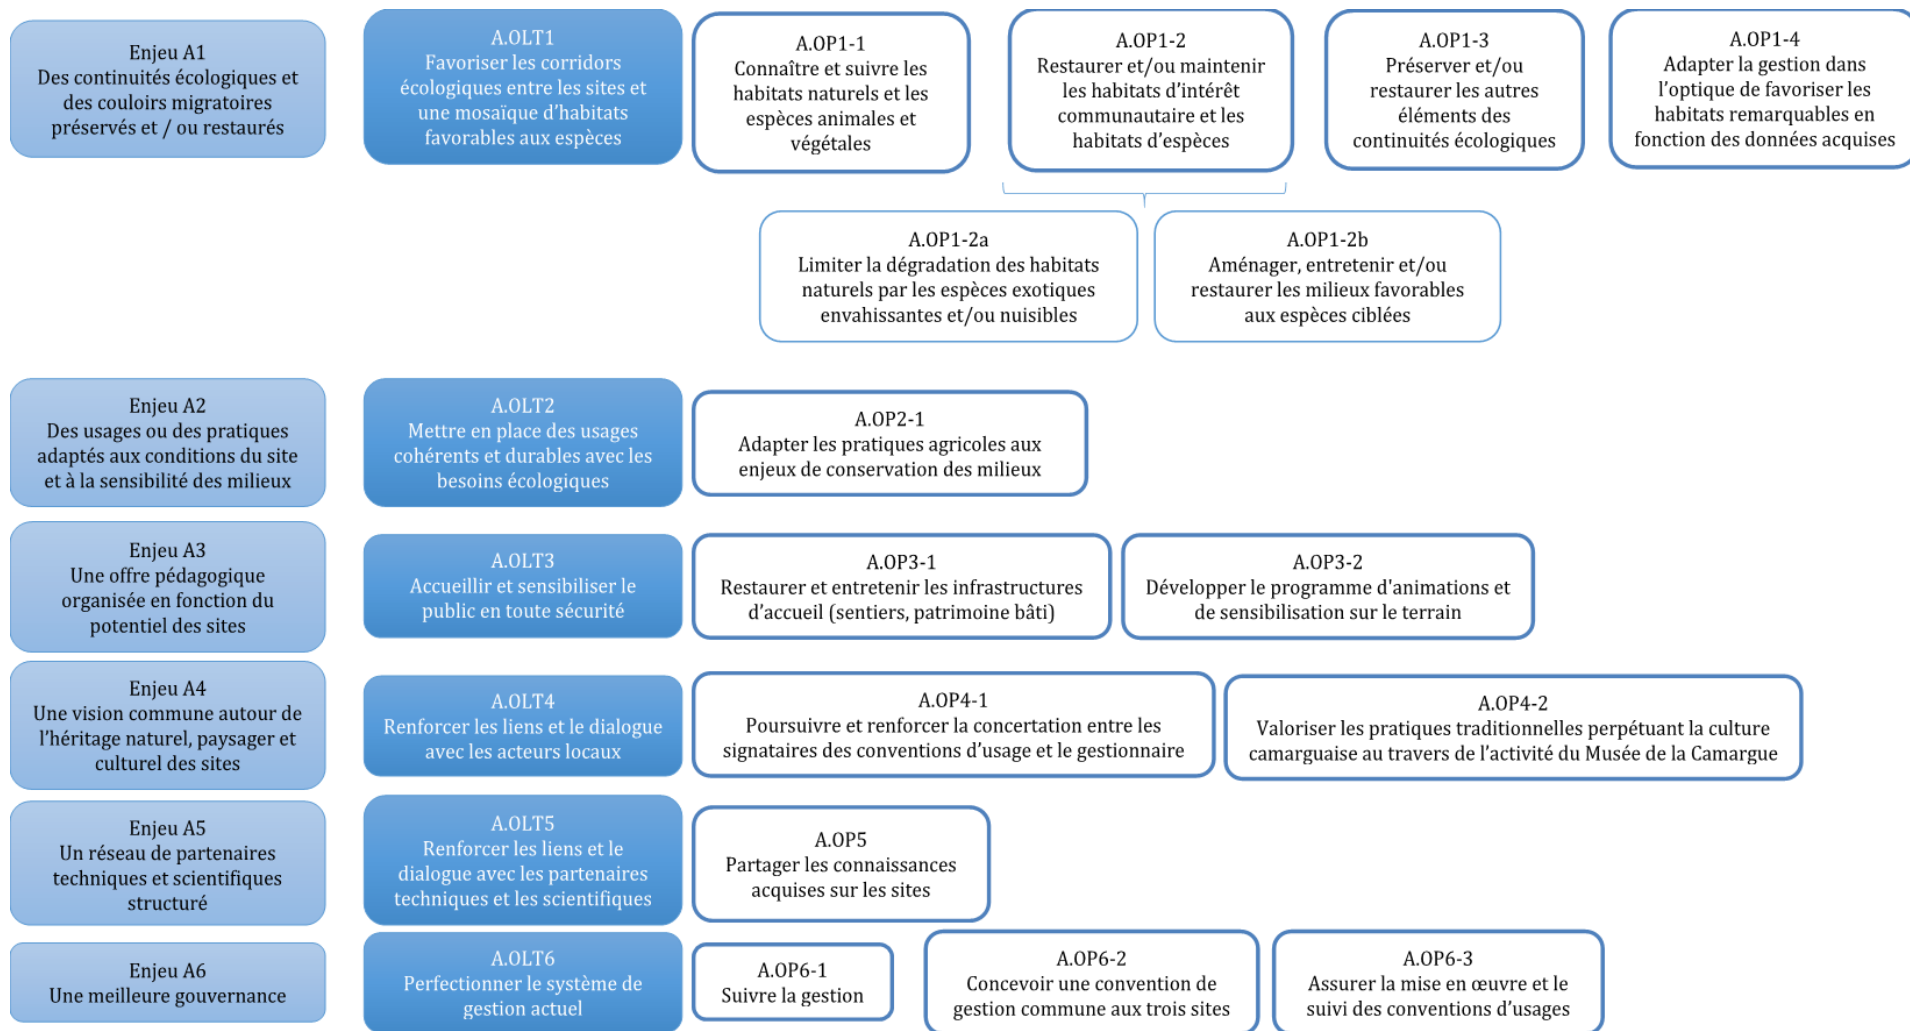 Enjeu A1
Des continuités écologiques et
des couloirs migratoires
préservés et / ou restaurés
A.OLT1
Favoriser les corridors
écologiques entre les sites et
une mosaïque d’habitats
favorables aux espèces
A.OP1-1
Connaître et suivre les
habitats naturels et les
espèces animales et
végétales
A.OP1-2
Restaurer et/ou maintenir
les habitats d’intérêt
communautaire et les
habitats d’espèces
A.OP1-3
Préserver et/ou
restaurer les autres
éléments des
continuités écologiques
A.OP1-4
Adapter la gestion dans
l’optique de favoriser les
habitats remarquables en
fonction des données acquises
A.OP1-2a
Limiter la dégradation des habitats
naturels par les espèces exotiques
envahissantes et/ou nuisibles
A.OP1-2b
Aménager, entretenir et/ou
restaurer les milieux favorables
aux espèces ciblées
Enjeu A2
Des usages ou des pratiques
adaptés aux conditions du site
et à la sensibilité des milieux
A.OLT2
Mettre en place des usages
cohérents et durables avec les
besoins écologiques
A.OP2-1
Adapter les pratiques agricoles aux
enjeux de conservation des milieux
Enjeu A3
Une offre pédagogique
organisée en fonction du
potentiel des sites
A.OLT3
Accueillir et sensibiliser le
public en toute sécurité
A.OP3-1
Restaurer et entretenir les infrastructures
d’accueil (sentiers, patrimoine bâti)
A.OP3-2
Développer le programme d'animations et
de sensibilisation sur le terrain
Enjeu A4
Une vision commune autour de
l’héritage naturel, paysager et
culturel des sites
A.OLT4
Renforcer les liens et le dialogue
avec les acteurs locaux
A.OP4-1
Poursuivre et renforcer la concertation entre les
signataires des conventions d’usage et le gestionnaire
A.OP4-2
Valoriser les pratiques traditionnelles perpétuant la culture
camarguaise au travers de l’activité du Musée de la Camargue
Enjeu A5
Un réseau de partenaires
techniques et scientifiques
structuré
A.OLT5
Renforcer les liens et le
dialogue avec les partenaires
techniques et les scientifiques
A.OP5
Partager les connaissances
acquises sur les sites
Enjeu A6
Une meilleure gouvernance
A.OLT6
Perfectionner le système de
gestion actuel
A.OP6-1
Suivre la gestion
A.OP6-2
Concevoir une convention de
gestion commune aux trois sites
A.OP6-3
Assurer la mise en œuvre et le
suivi des conventions d’usages